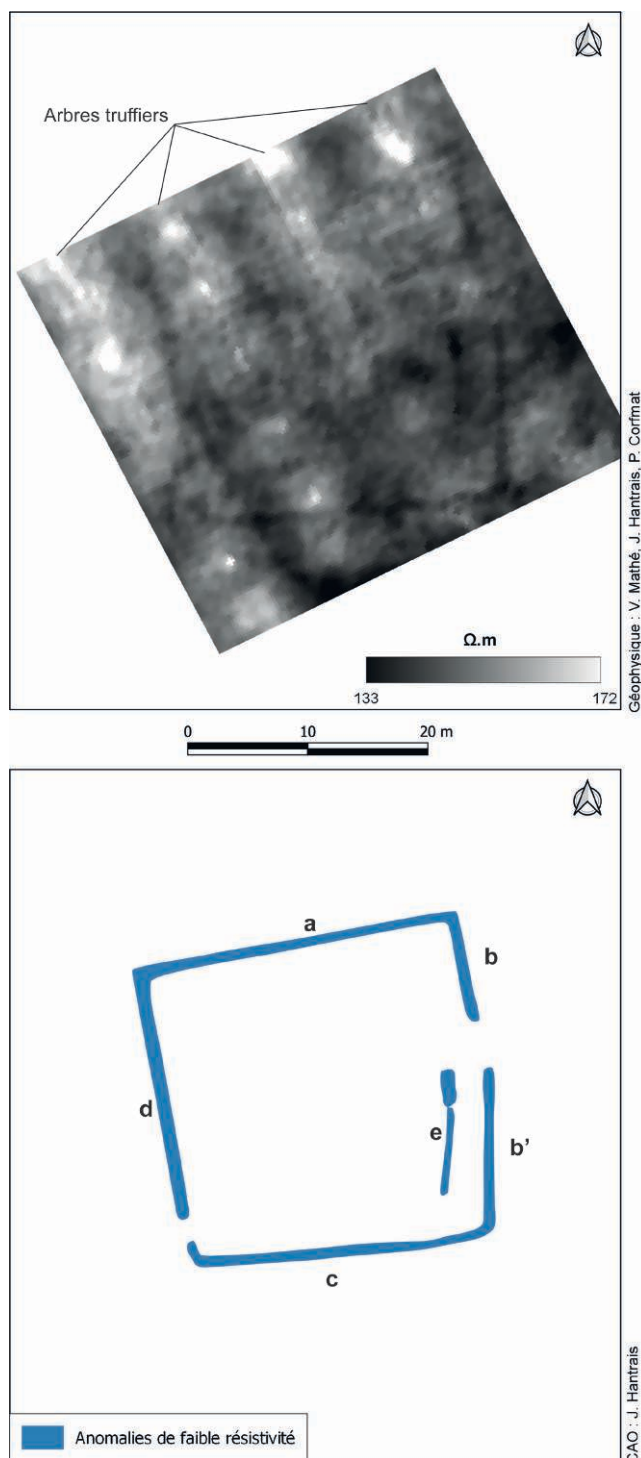 Arbres truffiers
Ω.m
133
172
Géophysique : V. Mathé, J. Hantrais, P. Corfmat
0
10
20 m
a
b
d
e
b’
c
Anomalies de faible résistivité
CAO : J. Hantrais